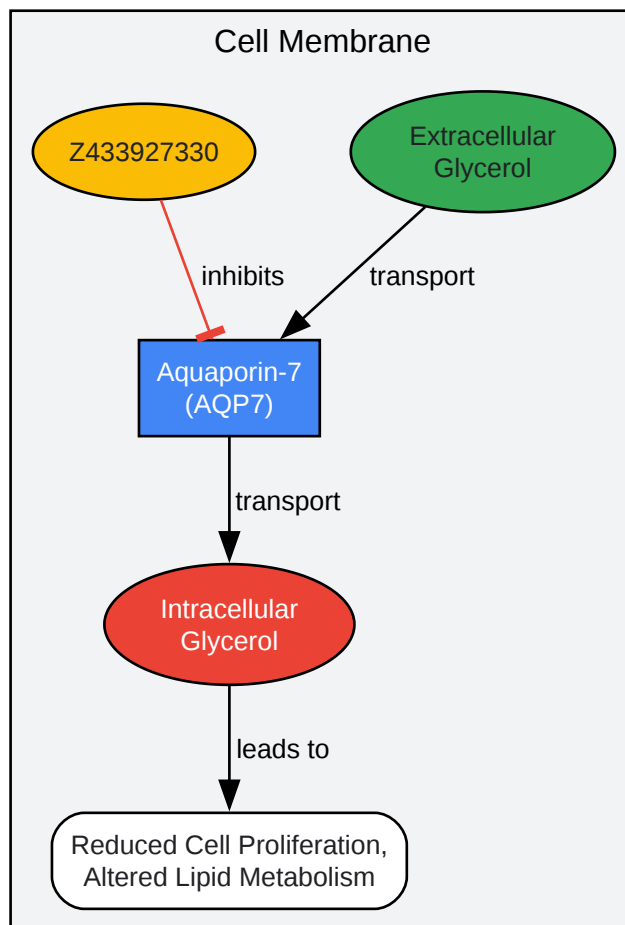 Cell Membrane
Z433927330
Extracellular
Glycerol
inhibits
transport
Aquaporin-7
(AQP7)
transport
Intracellular
Glycerol
leads to
Reduced Cell Proliferation,
Altered Lipid Metabolism